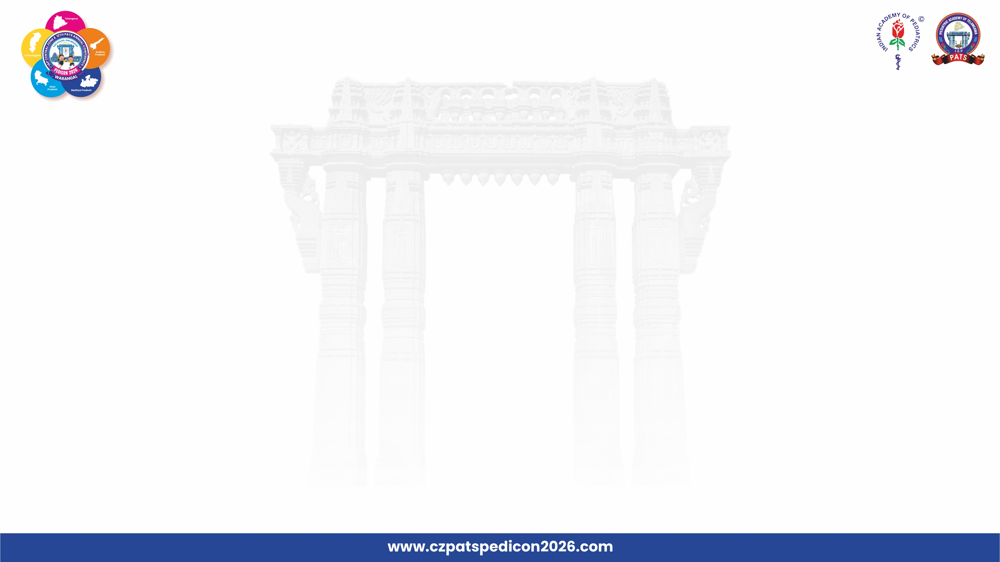 Telangana
Chhattisgarh
Andhra
Pradesh
Uttar
Pradesh
Madhya Pradesh
IAP CENTRAL ZONE & 12TH PATS ANNUAL CONFERENCE
FIVE STATES, ONE MISSION
PEDICON 2026
WARANGAL
INDIAN ACADEMY OF PEDIATRICS ©
PEDIATRIC ACADEMY OF TELANGANA
IAP
PATS
www.czpatspedicon2026.com